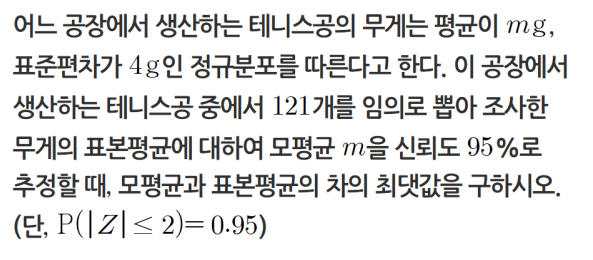 어느 공장에서 생산하는 테니스공의 무게는 평균이 m g,
표준편차가 4g인 정규분포를 따른다고 한다. 이 공장에서
생산하는 테니스공 중에서 121개를 임의로 뽑아 조사한
무게의 표본평균에 대하여 모평균 m을 신뢰도 95%로
추정할 때, 모평균과 표본평균의 차의 최댓값을 구하시오.
(단, P(|Z|≤2)=0.95)